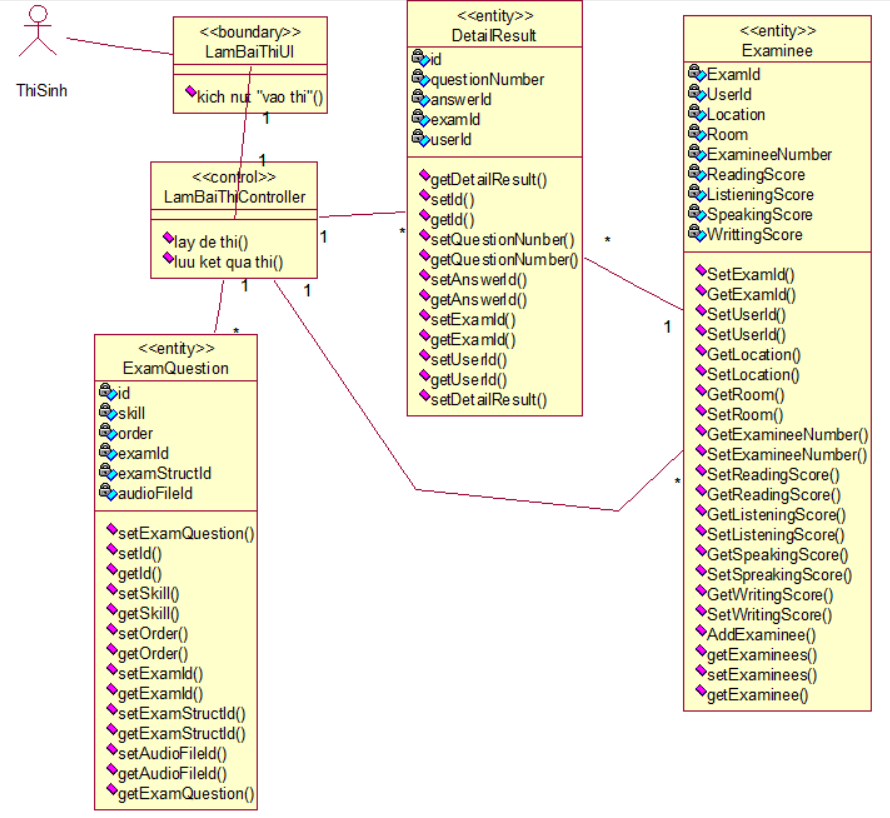 ThiSinh
<<boundary>>
LamBaiThiUI
kich nut "vao thi"()
1
1
<<control>>
LamBaiThiController
lay de thi()
luu ket qua thi()
1
*
1
1
*
1
*
*
1
<<entity>>
DetailResult
id
questionNumber
answerId
examId
userId
getDetailResult()
setId()
getId()
setQuestionNunber()
getQuestionNumber()
setAnswerId()
getAnswerId()
setExamId()
getExamId()
setUserId()
getUserId()
setDetailResult()
<<entity>>
Examinee
ExamId
UserId
Location
Room
ExamineeNumber
ReadingScore
ListieningScore
SpeakingScore
WrittingScore
SetExamId()
GetExamId()
SetUserId()
SetUserId()
GetLocation()
SetLocation()
GetRoom()
SetRoom()
GetExamineeNumber()
SetExamineeNumber()
SetReadingScore()
GetReadingScore()
GetListeningScore()
SetListeningScore()
GetSpeakingScore()
SetSpreakingScore()
GetWritingScore()
SetWritingScore()
AddExaminee()
getExaminees()
setExaminees()
getExaminee()
<<entity>>
ExamQuestion
id
skill
order
examId
examStructId
audioFileId
setExamQuestion()
setId()
getId()
setSkill()
getSkill()
setOrder()
getOrder()
setExamId()
getExamId()
setExamStructId()
getExamStructId()
setAudioFileId()
getAudioFileId()
getExamQuestion()